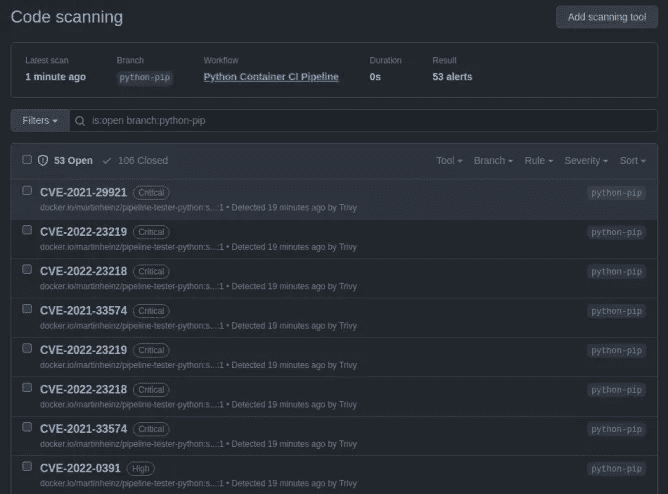 Code scanning
Add scanning tool
Latest scan Branch Workflow Duration Result
1 minute ago python-pip Python Container CI Pipeline 0s 53 alerts
Filters is:open branch:python-pip
53 Open 106 Closed Tool Branch Rule Severity Sort
CVE-2021-29921 Critical python-pip
docker.io/martinheinz/pipeline-tester-python:s...:1 • Detected 19 minutes ago by Trivy
CVE-2022-23219 Critical python-pip
docker.io/martinheinz/pipeline-tester-python:s...:1 • Detected 19 minutes ago by Trivy
CVE-2022-23218 Critical python-pip
docker.io/martinheinz/pipeline-tester-python:s...:1 • Detected 19 minutes ago by Trivy
CVE-2021-33574 Critical python-pip
docker.io/martinheinz/pipeline-tester-python:s...:1 • Detected 19 minutes ago by Trivy
CVE-2022-23219 Critical python-pip
docker.io/martinheinz/pipeline-tester-python:s...:1 • Detected 19 minutes ago by Trivy
CVE-2022-23218 Critical python-pip
docker.io/martinheinz/pipeline-tester-python:s...:1 • Detected 19 minutes ago by Trivy
CVE-2021-33574 Critical python-pip
docker.io/martinheinz/pipeline-tester-python:s...:1 • Detected 19 minutes ago by Trivy
CVE-2022-0391 High python-pip
docker.io/martinheinz/pipeline-tester-python:s...:1 • Detected 19 minutes ago by Trivy